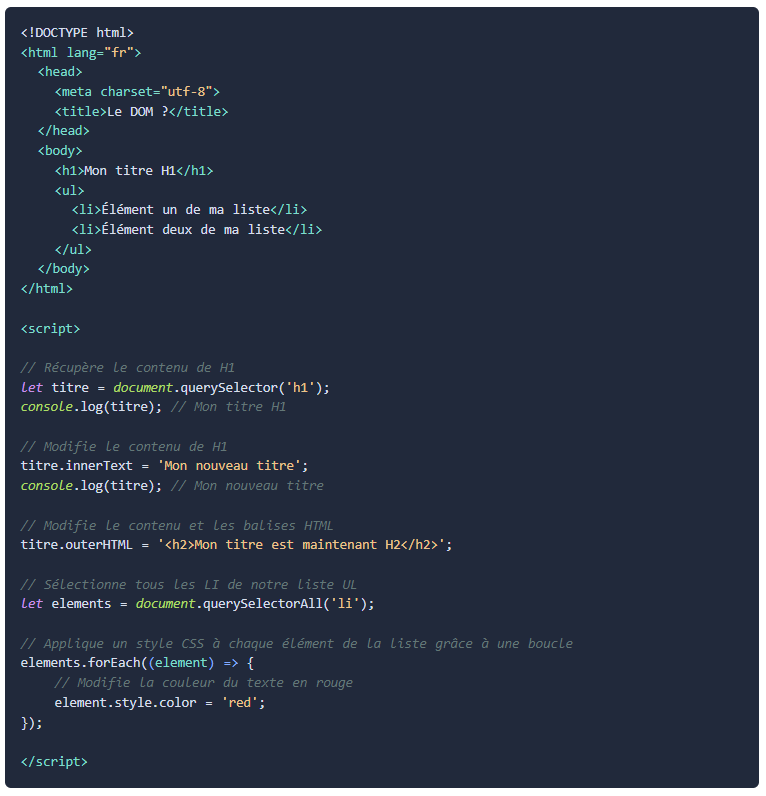 <!DOCTYPE html>
<html lang="fr">
<head>
<meta charset="utf-8">
<title>Le DOM ?</title>
</head>
<body>
<h1>Mon titre H1</h1>
<ul>
<li>Élément un de ma liste</li>
<li>Élément deux de ma liste</li>
</ul>
</body>
</html>
<script>
// Récupère le contenu de H1
let titre = document.querySelector('h1');
console.log(titre); // Mon titre H1
// Modifie le contenu de H1
titre.innerText = 'Mon nouveau titre';
console.log(titre); // Mon nouveau titre
// Modifie le contenu et les balises HTML
titre.outerHTML = '<h2>Mon titre est maintenant H2</h2>';
// Sélectionne tous les LI de notre liste UL
let elements = document.querySelectorAll('li');
// Applique un style CSS à chaque élément de la liste grâce à une boucle
elements.forEach((element) => {
// Modifie la couleur du texte en rouge
element.style.color = 'red';
});
</script>